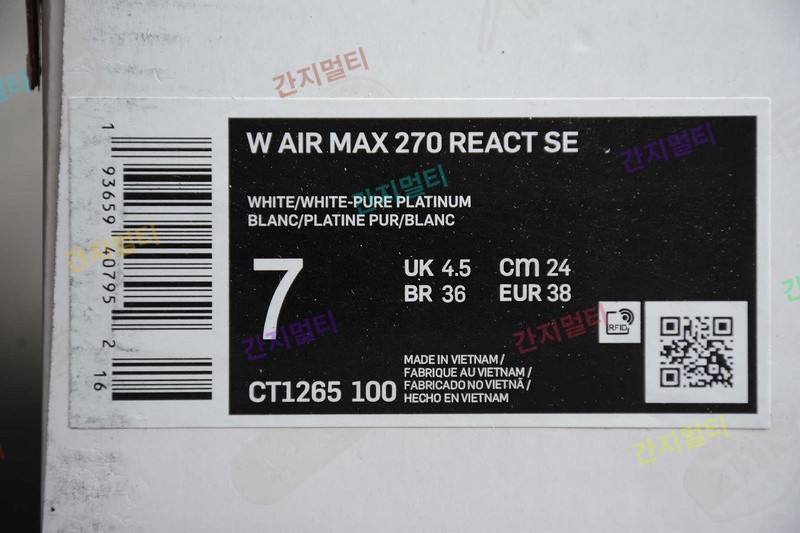 간지멀티
W AIR MAX 270 REACT SE
간지멀티
WHITE/WHITE-PURE PLATINUM
BLANC/PLATINE PUR/BLANC
간지멀티
7
UK 4.5 cm 24
BR 36 EUR 38
RFID
간지멀티
간지멀티
간지멀티
MADE IN VIETNAM /
FABRIQUE AU VIETNAM /
FABRICADO NO VIETNÃ /
HECHO EN VIETNAM
CT1265 100
1 93659 40795 2 16
간지멀티